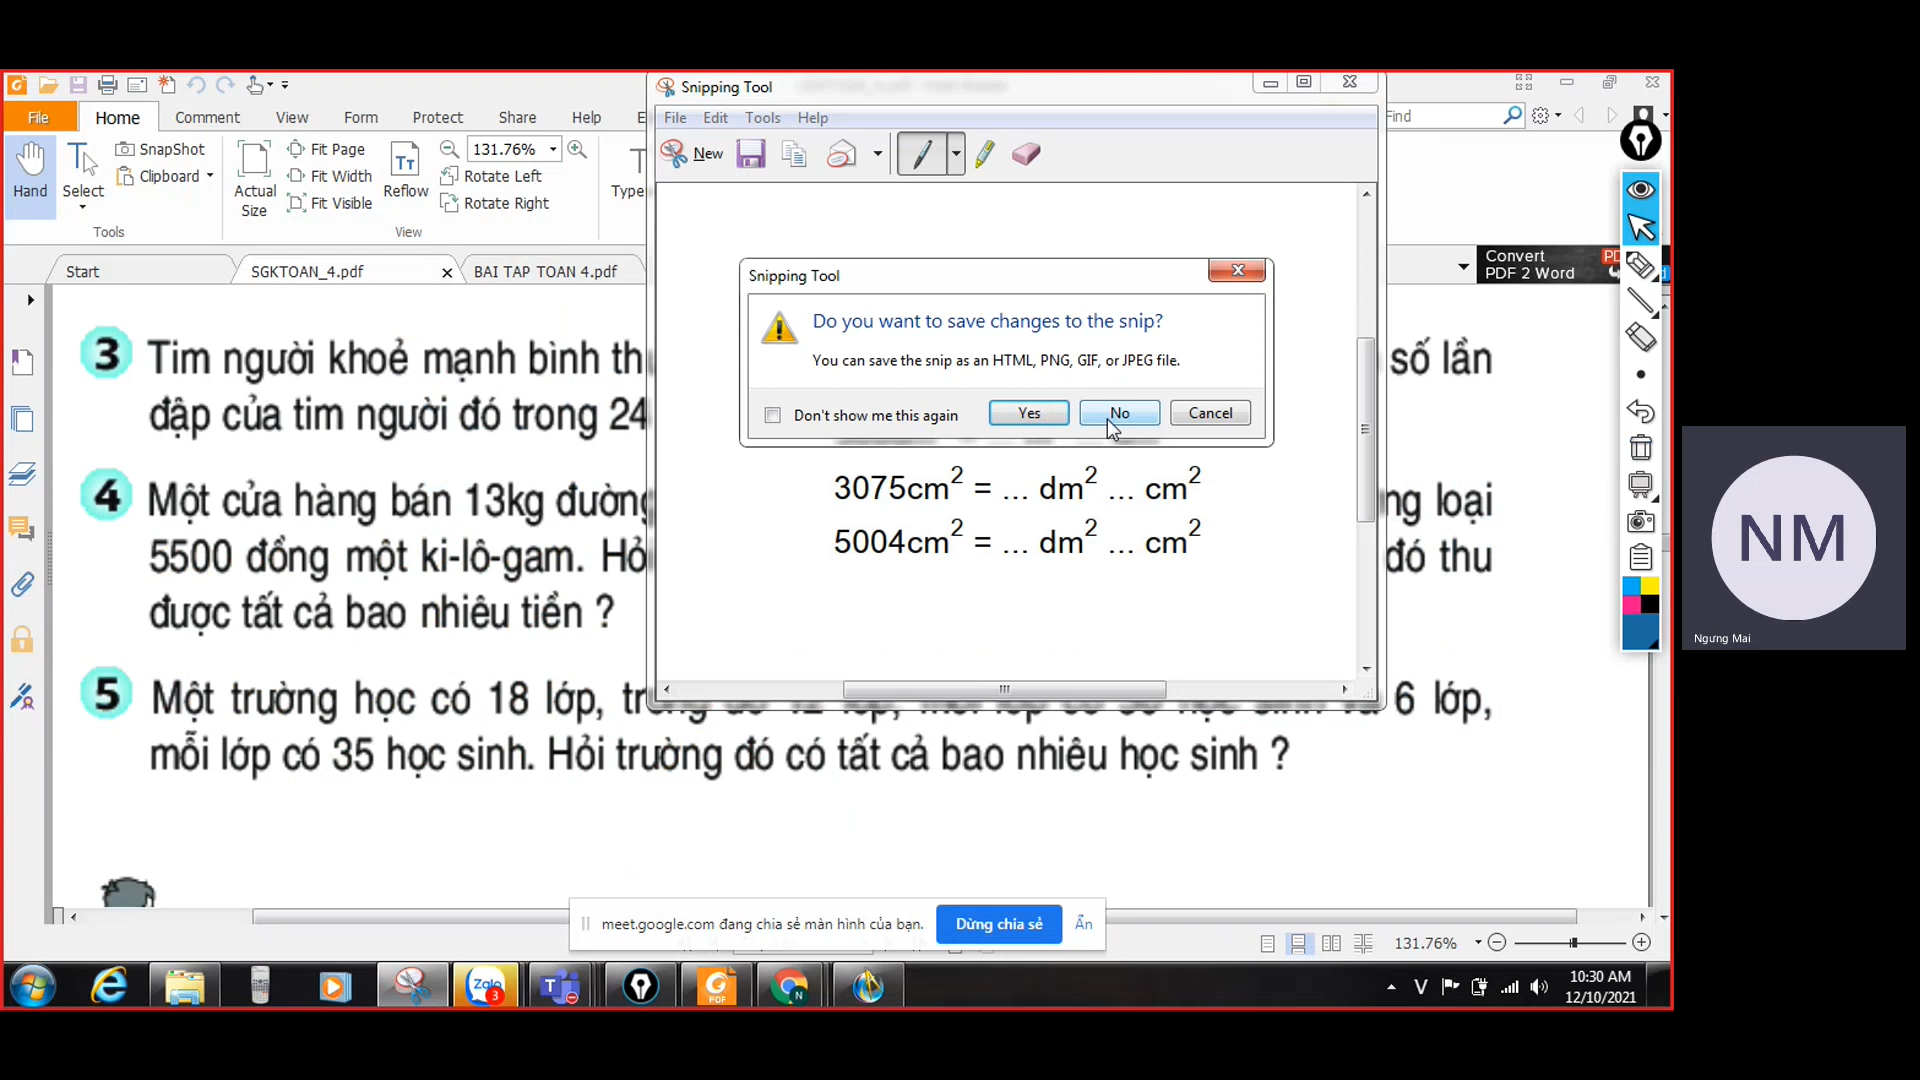 Snipping Tool
File Home Comment View Form Protect Share Help
File Edit Tools Help
Find
Hand
Select
SnapShot
Clipboard
Tools
Actual Size
Fit Page
Fit Width
Fit Visible
Reflow
131.76%
Rotate Left
Rotate Right
View
New
Start
SGKTOAN_4.pdf
BAI TAP TOAN 4.pdf
Convert
PDF 2 Word
Snipping Tool
Do you want to save changes to the snip?
You can save the snip as an HTML, PNG, GIF, or JPEG file.
Don't show me this again Yes No Cancel
3075cm² = ... dm² ... cm²
5004cm² = ... dm² ... cm²
3 Tim người khoẻ mạnh bình số lần
đập của tim người đó trong 24
4 Một cửa hàng bán 13kg đường loại
5500 đồng một ki-lô-gam. đó thu
được tất cả bao nhiêu tiền ?
5 Một trường học có 18 lớp, 6 lớp,
mỗi lớp có 35 học sinh. Hỏi trường đó có tất cả bao nhiêu học sinh ?
NM
Ngưng Mai
meet.google.com đang chia sẻ màn hình của bạn. Dừng chia sẻ Ẩn
131.76%
Zalo
3
PDF
N
V
10:30 AM
12/10/2021